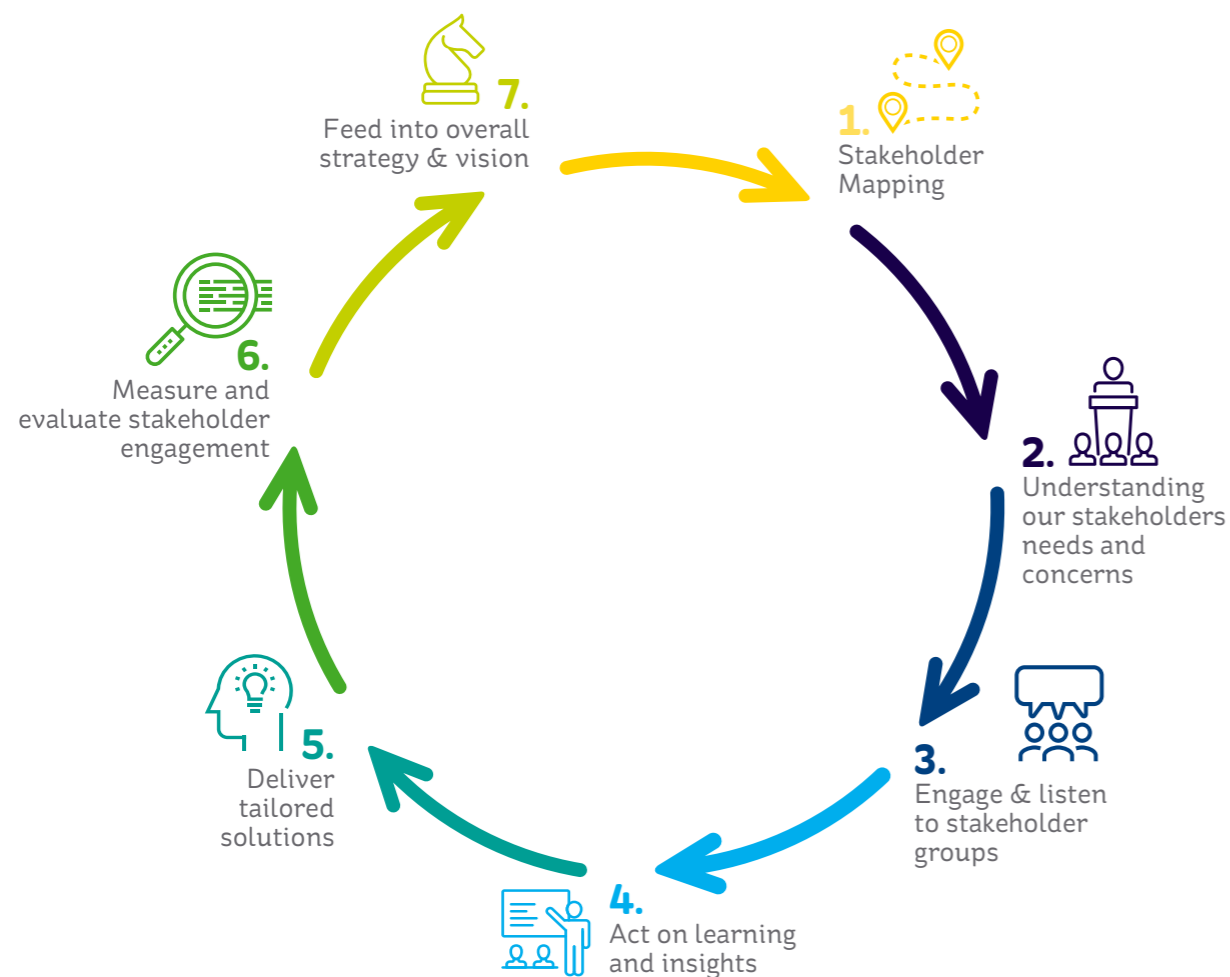 1.
Stakeholder
Mapping
2.
Understanding
our stakeholders
needs and
concerns
3.
Engage & listen
to stakeholder
groups
4.
Act on learning
and insights
5.
Deliver
tailored
solutions
6.
Measure and
evaluate stakeholder
engagement
7.
Feed into overall
strategy & vision